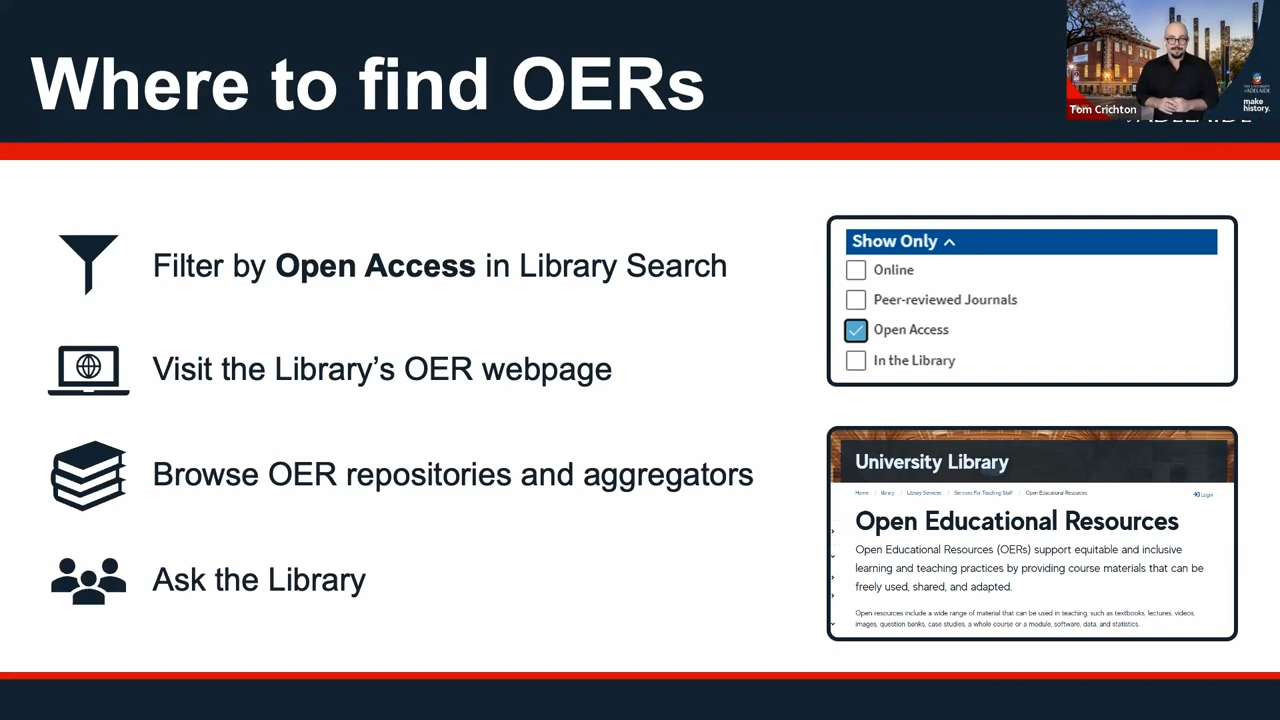 Where to find OERs
Tom Crichton
THE UNIVERSITY
of ADELAIDE
make
history.
Filter by Open Access in Library Search
Visit the Library’s OER webpage
Browse OER repositories and aggregators
Ask the Library
Show Only
Online
Peer-reviewed Journals
Open Access
In the Library
University Library
Home / library / Library Services / Services For Teaching Staff / Open Educational Resources
Login
Open Educational Resources
Open Educational Resources (OERs) support equitable and inclusive
learning and teaching practices by providing course materials that can be
freely used, shared, and adapted.
Open resources include a wide range of material that can be used in teaching, such as textbooks, lectures, videos,
images, question banks, case studies, a whole course or a module, software, data, and statistics.